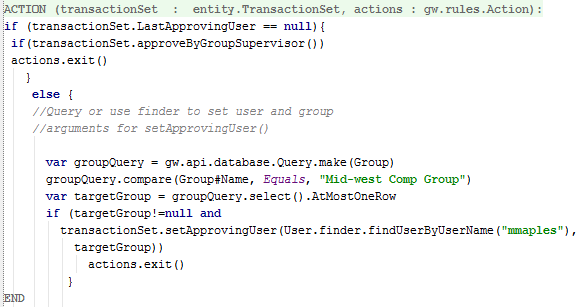 ACTION (transactionSet : entity.TransactionSet, actions : gw.rules.Action):
if (transactionSet.LastApprovingUser == null){
if(transactionSet.approveByGroupSupervisor())
actions.exit()
}
else {
//Query or use finder to set user and group
//arguments for setApprovingUser()
var groupQuery = gw.api.database.Query.make(Group)
groupQuery.compare(Group#Name, Equals, "Mid-west Comp Group")
var targetGroup = groupQuery.select().AtMostOneRow
if (targetGroup!=null and
transactionSet.setApprovingUser(User.finder.findUserByUserName("mmaples"),
targetGroup))
actions.exit()
}
END